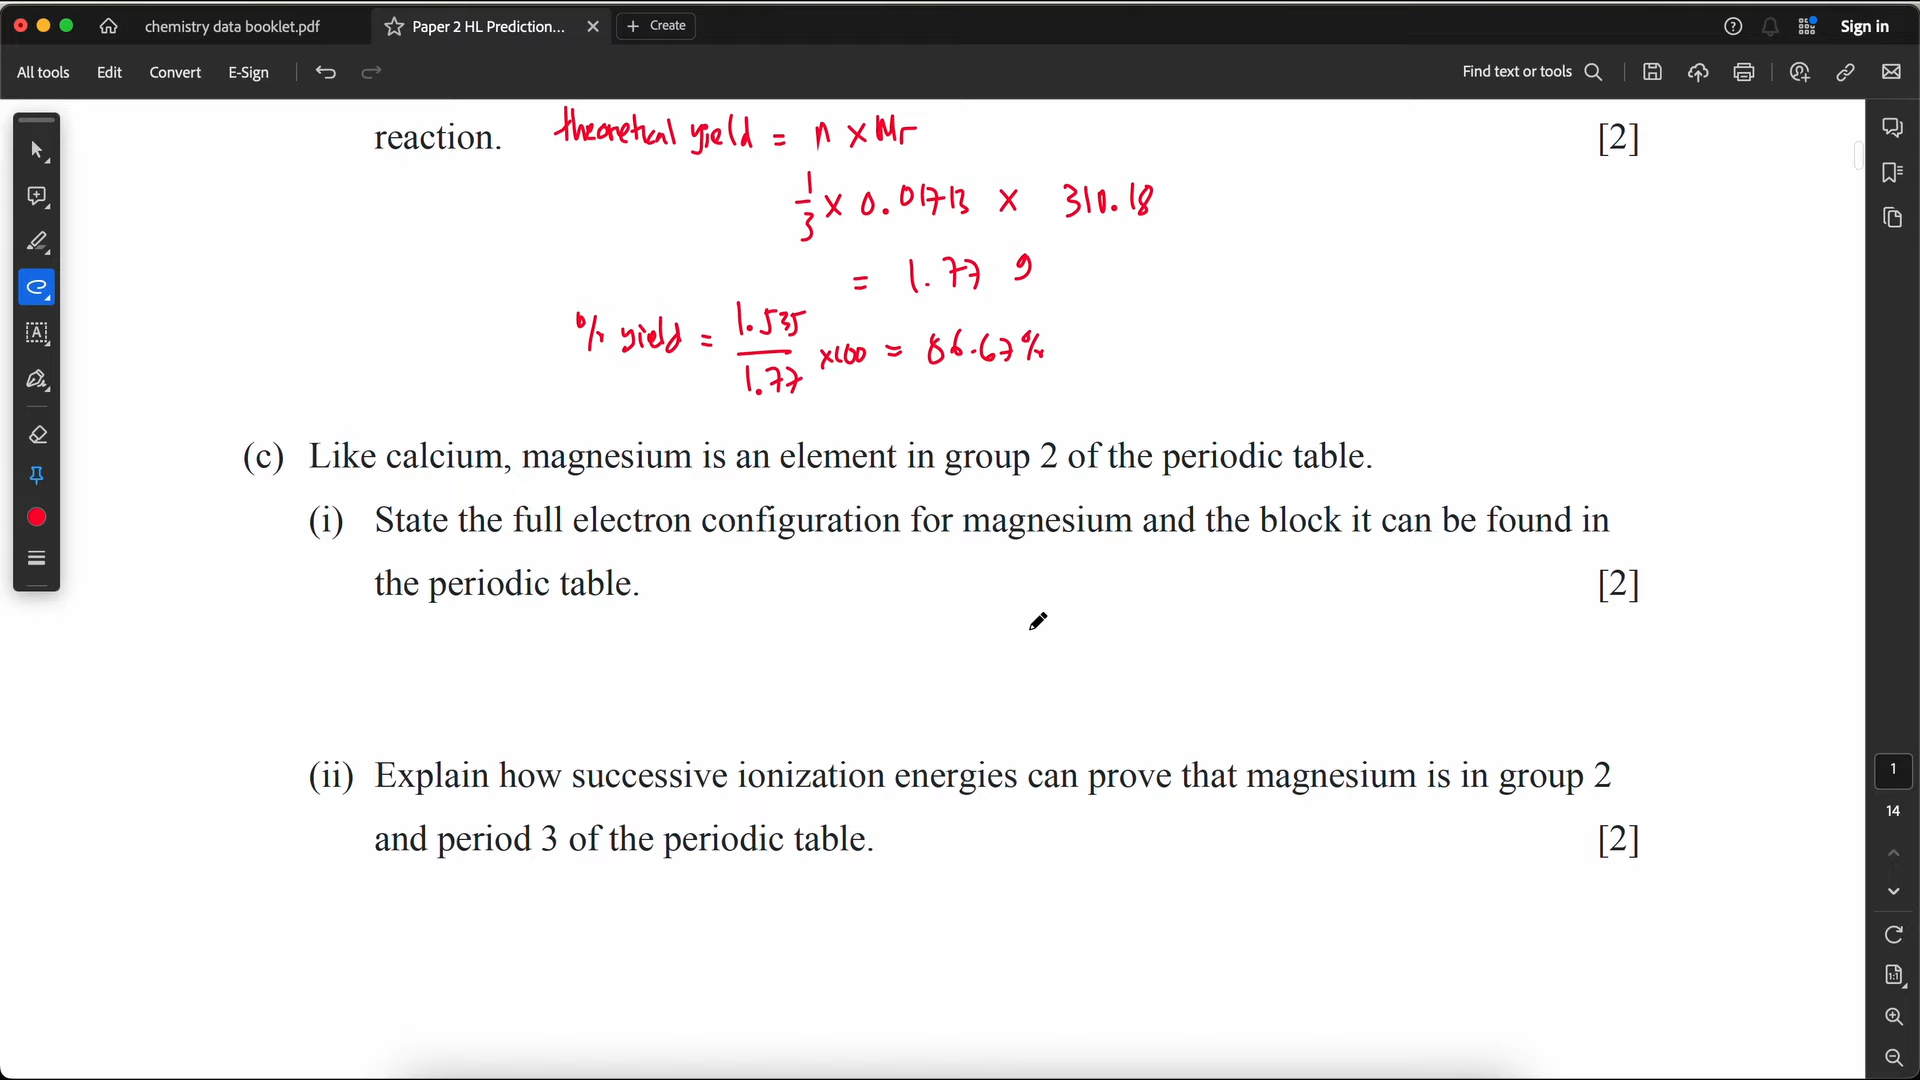 chemistry data booklet.pdf
Paper 2 HL Prediction...
Create
Sign in
All tools
Edit
Convert
E-Sign
Find text or tools
reaction.
[2]
theoretical yield = n × Mr
1/3 × 0.01713 × 310.18
= 1.77 g
% yield = 1.535/1.77 ×100 = 86.67%
(c) Like calcium, magnesium is an element in group 2 of the periodic table.
(i) State the full electron configuration for magnesium and the block it can be found in
the periodic table. [2]
(ii) Explain how successive ionization energies can prove that magnesium is in group 2
and period 3 of the periodic table. [2]
1
14